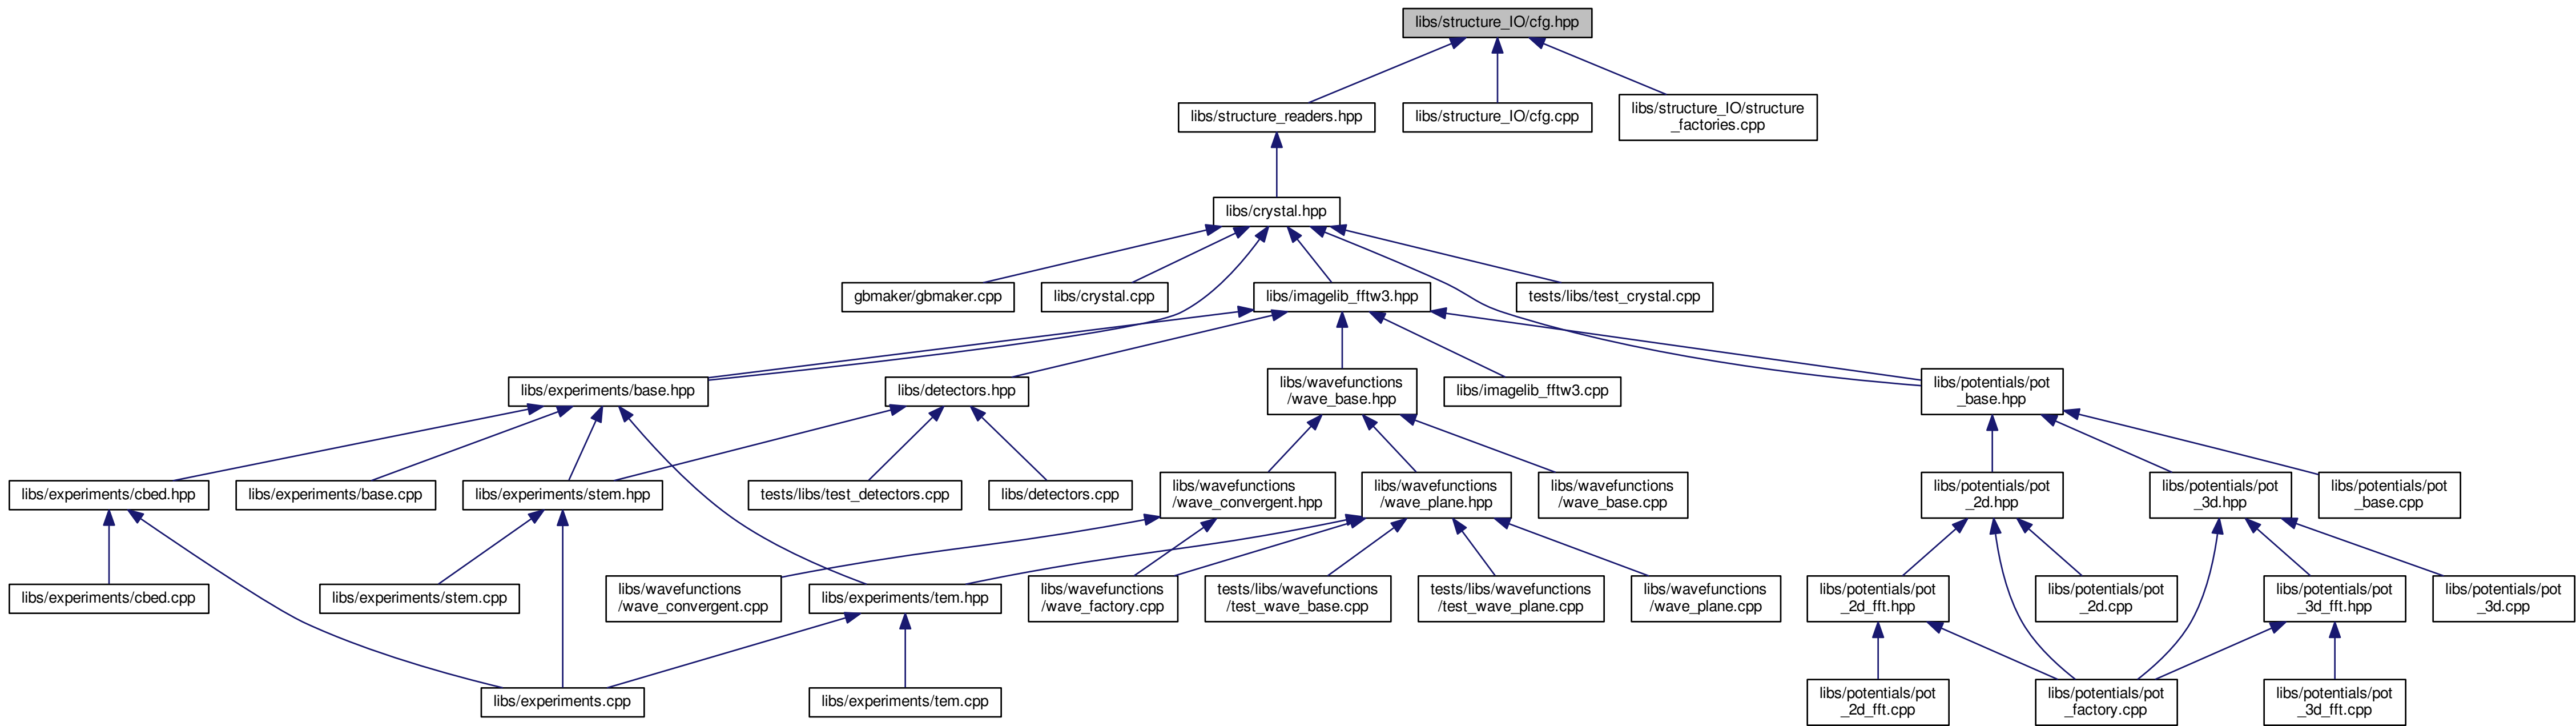 libs/structure_IO/cfg.hpp
libs/structure_readers.hpp
libs/structure_IO/cfg.cpp
libs/structure_IO/structure
_factories.cpp
libs/crystal.hpp
gbmaker/gbmaker.cpp
libs/crystal.cpp
libs/imagelib_fftw3.hpp
tests/libs/test_crystal.cpp
libs/experiments/base.hpp
libs/detectors.hpp
libs/wavefunctions
/wave_base.hpp
libs/imagelib_fftw3.cpp
libs/potentials/pot
_base.hpp
libs/experiments/cbed.hpp
libs/experiments/base.cpp
libs/experiments/stem.hpp
tests/libs/test_detectors.cpp
libs/detectors.cpp
libs/wavefunctions
/wave_convergent.hpp
libs/wavefunctions
/wave_plane.hpp
libs/wavefunctions
/wave_base.cpp
libs/potentials/pot
_2d.hpp
libs/potentials/pot
_3d.hpp
libs/potentials/pot
_base.cpp
libs/experiments/cbed.cpp
libs/experiments/stem.cpp
libs/wavefunctions
/wave_convergent.cpp
libs/experiments/tem.hpp
libs/wavefunctions
/wave_factory.cpp
tests/libs/wavefunctions
/test_wave_base.cpp
tests/libs/wavefunctions
/test_wave_plane.cpp
libs/wavefunctions
/wave_plane.cpp
libs/potentials/pot
_2d_fft.hpp
libs/potentials/pot
_2d.cpp
libs/potentials/pot
_3d_fft.hpp
libs/potentials/pot
_3d.cpp
libs/experiments.cpp
libs/experiments/tem.cpp
libs/potentials/pot
_2d_fft.cpp
libs/potentials/pot
_factory.cpp
libs/potentials/pot
_3d_fft.cpp